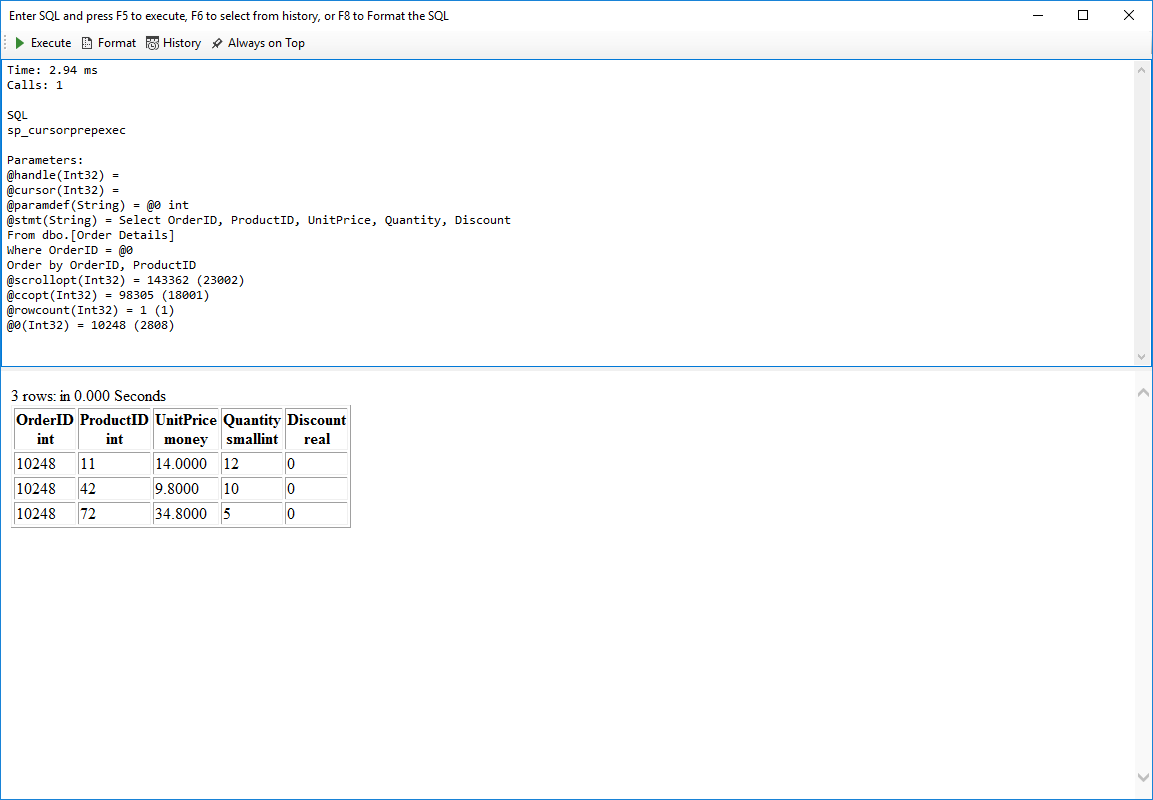 Enter SQL and press F5 to execute, F6 to select from history, or F8 to Format the SQL
Execute Format History Always on Top
Time: 2.94 ms
Calls: 1
SQL
sp_cursorprepexec
Parameters:
@handle(Int32) =
@cursor(Int32) =
@paramdef(String) = @0 int
@stmt(String) = Select OrderID, ProductID, UnitPrice, Quantity, Discount
From dbo.[Order Details]
Where OrderID = @0
Order by OrderID, ProductID
@scrollopt(Int32) = 143362 (23002)
@ccopt(Int32) = 98305 (18001)
@rowcount(Int32) = 1 (1)
@0(Int32) = 10248 (2808)
3 rows: in 0.000 Seconds
OrderID ProductID UnitPrice Quantity Discount
int int money smallint real
10248 11 14.0000 12 0
10248 42 9.8000 10 0
10248 72 34.8000 5 0